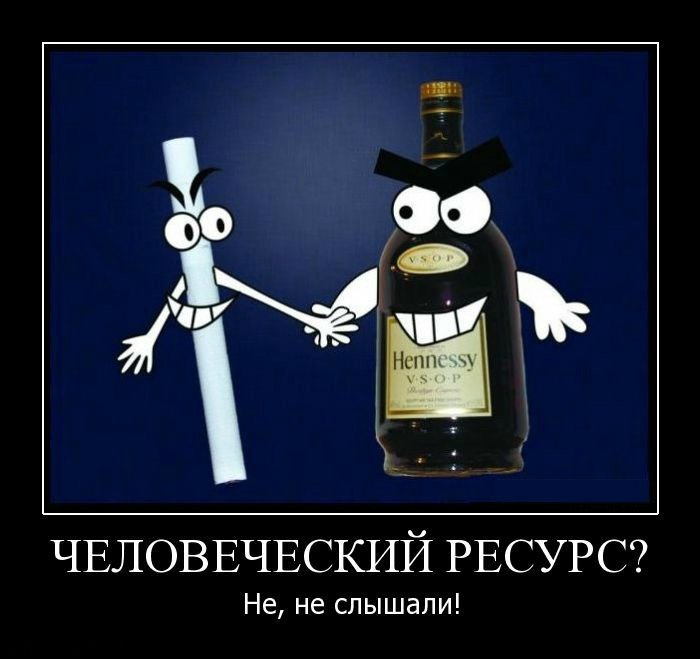 V·S·O·P
Hennessy
V·S·O·P
ЧЕЛОВЕЧЕСКИЙ РЕСУРС?
Не, не слышали!